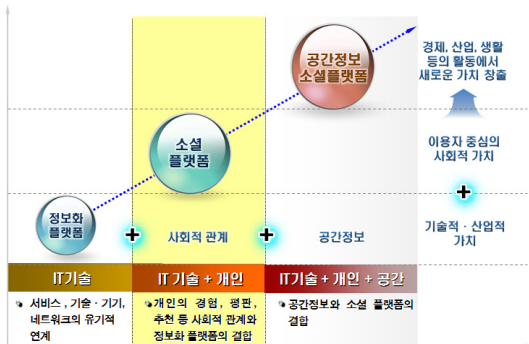 공간정보
소셜플랫폼
경제, 산업, 생활
등의 활동에서
새로운 가치 창출
소셜
플랫폼
이용자 중심의
사회적 가치
+
정보화
플랫폼
+
사회적 관계
+
공간정보
기술적 · 산업적
가치
IT기술
IT 기술 + 개인
IT기술 + 개인 + 공간
서비스 , 기술 · 기기,
네트워크의 유기적
연계
개인의 경험, 평판,
추천 등 사회적 관계와
정보화 플랫폼의 결합
공간정보와 소셜 플랫폼의
결합